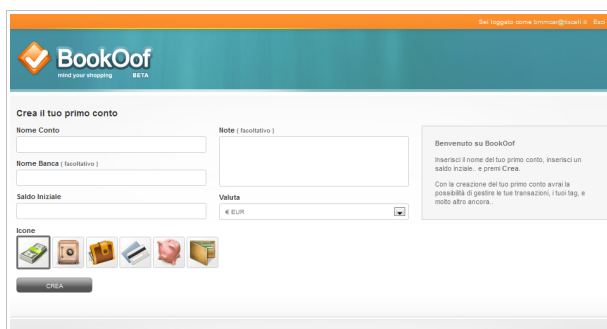 Sei loggato come bmmcar@tiscali.it Esci
BookOof
mind your shopping BETA
Crea il tuo primo conto
Nome Conto
Note ( facoltativo )
Nome Banca ( facoltativo )
Saldo Iniziale
Valuta
€ EUR
Icone
CREA
Benvenuto su BookOof
Inserisci il nome del tuo primo conto, inserisci un
saldo inziale.. e premi Crea.
Con la creazione del tuo primo conto avrai la
possibilità di gestire le tue transazioni, i tuoi tag, e
molto altro ancora..